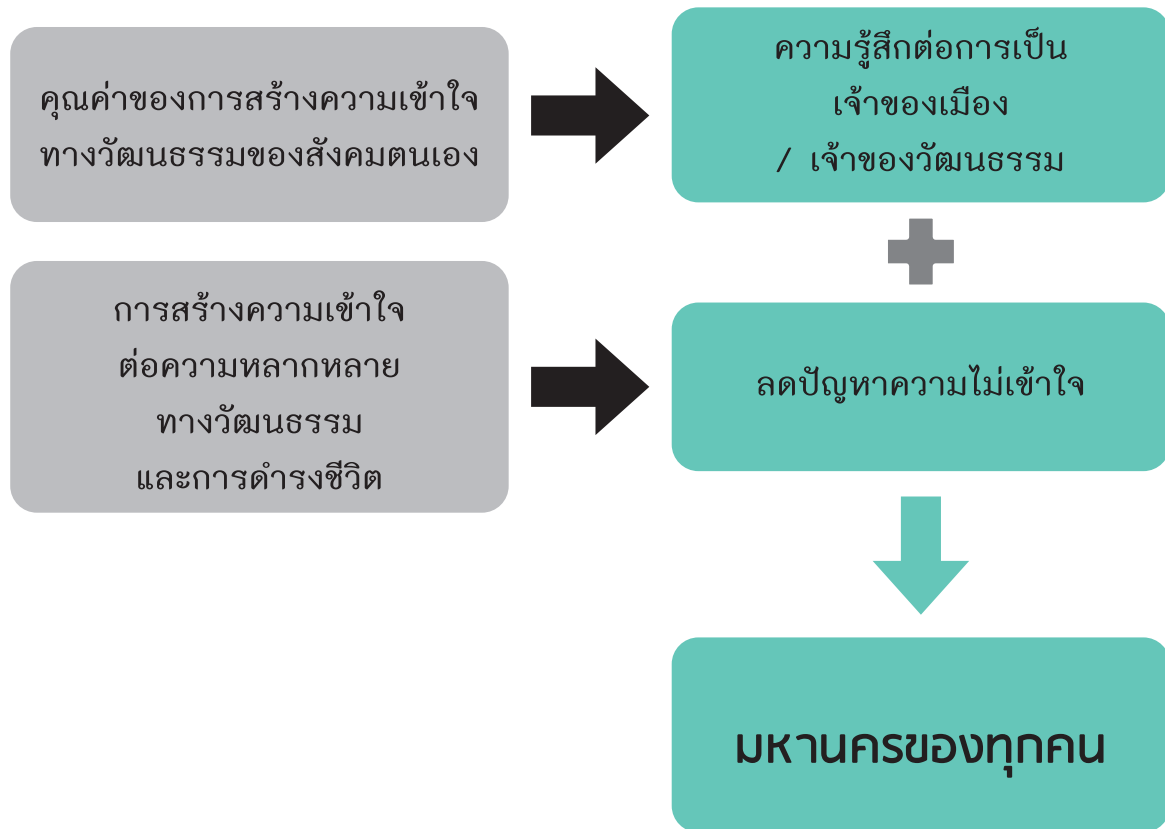 คุณค่าของการสร้างความเข้าใจ
ทางวัฒนธรรมของสังคมตนเอง
ความรู้สึกต่อการเป็น
เจ้าของเมือง
/ เจ้าของวัฒนธรรม
การสร้างความเข้าใจ
ต่อความหลากหลาย
ทางวัฒนธรรม
และการดำรงชีวิต
ลดปัญหาความไม่เข้าใจ
มหานครของทุกคน